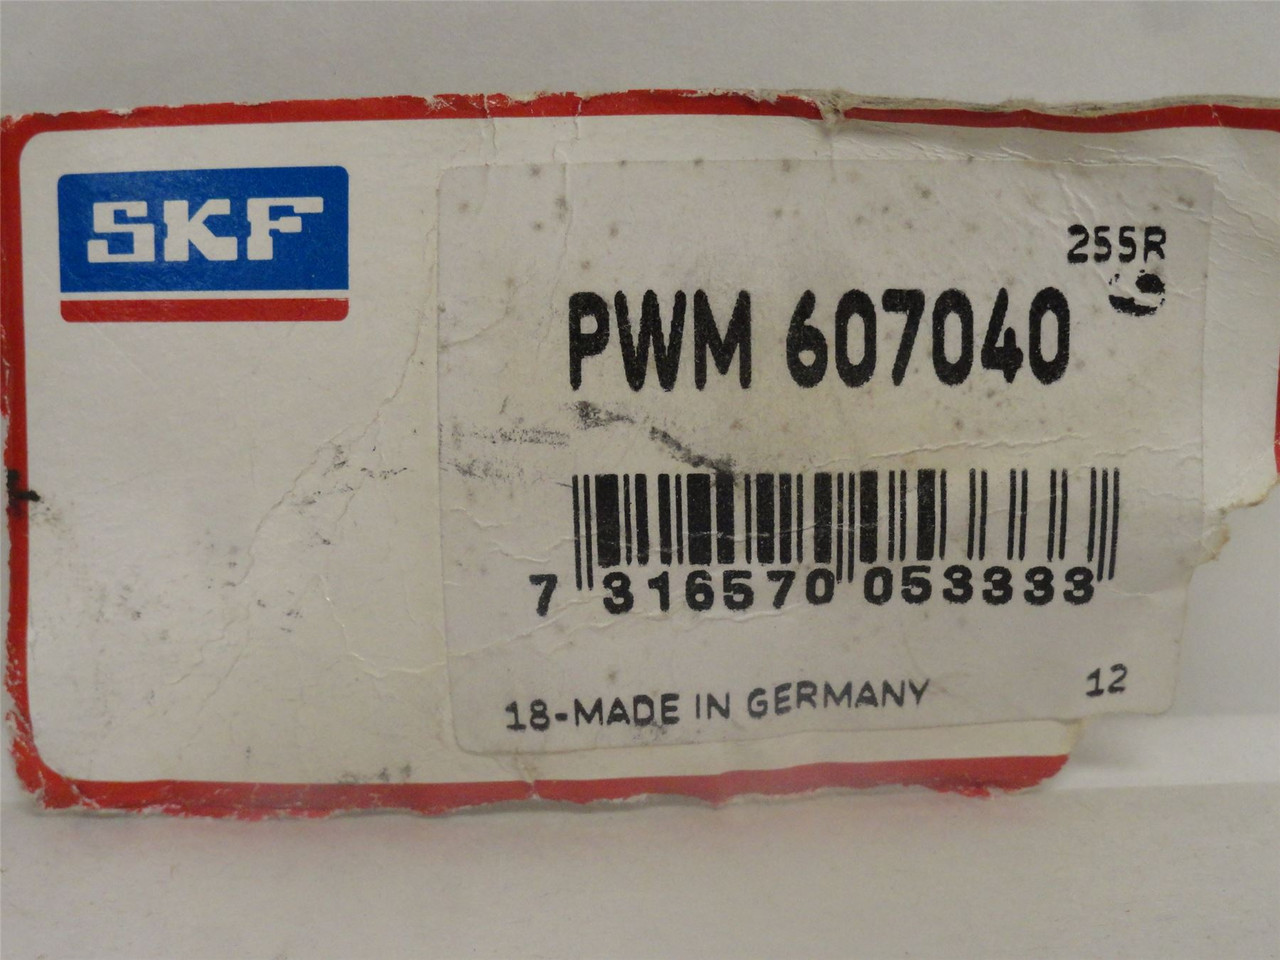 SKF
255R
PWM 607040
7 316570 053333
18-MADE IN GERMANY
12